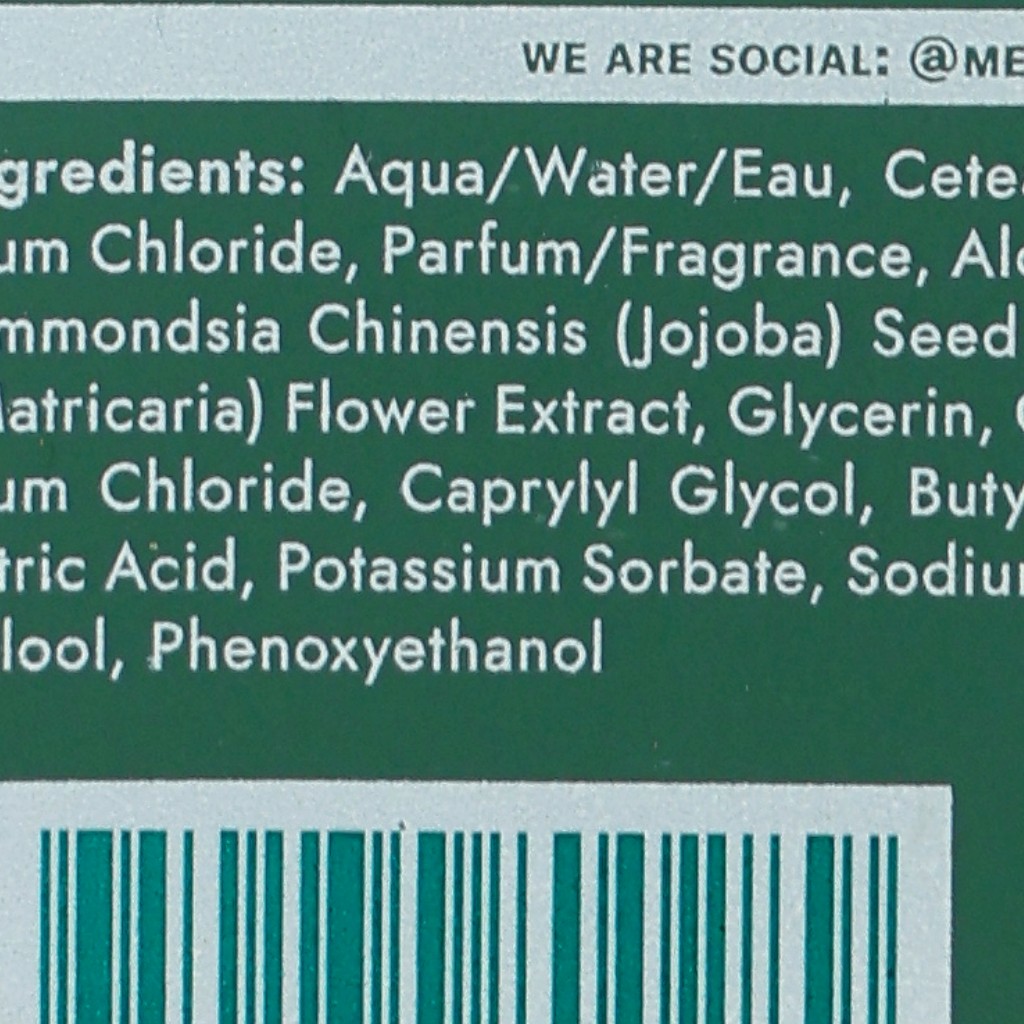 WE ARE SOCIAL: @ME
gredients: Aqua/Water/Eau, Cete
um Chloride, Parfum/Fragrance, Alo
mmondsia Chinensis (Jojoba) Seed
atricaria) Flower Extract, Glycerin,
um Chloride, Caprylyl Glycol, Buty
tric Acid, Potassium Sorbate, Sodiu
lool, Phenoxyethanol